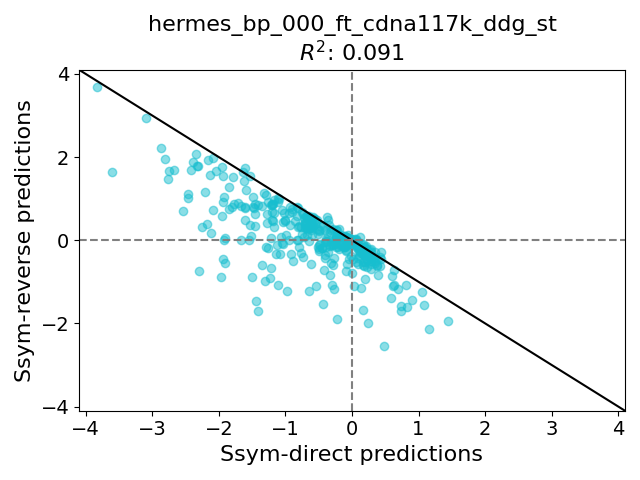 hermes_bp_000_ft_cdna117k_ddg_st
R²: 0.091
Ssym-reverse predictions
4
2
0
−2
−4
−4 −3 −2 −1 0 1 2 3 4
Ssym-direct predictions